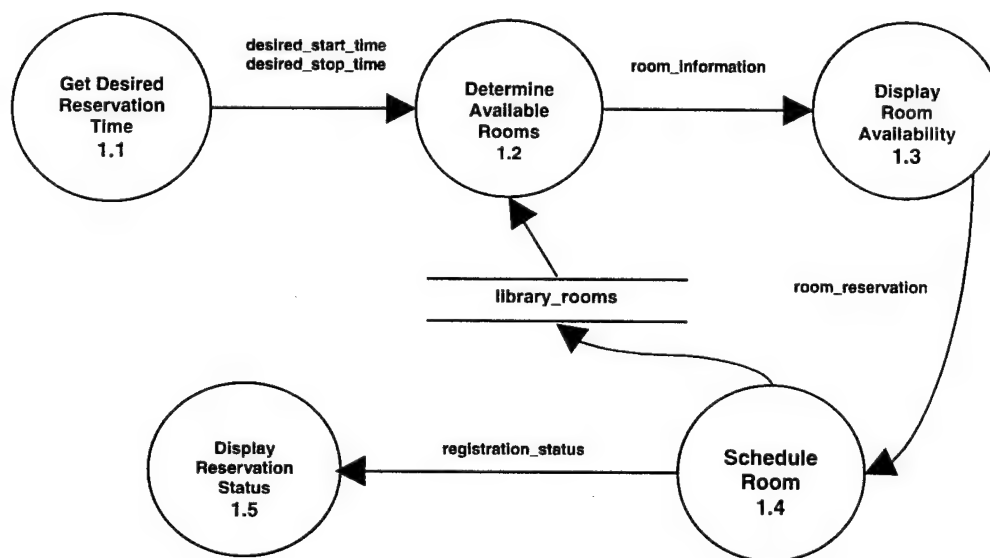 Get Desired
Reservation
Time
1.1
desired_start_time
desired_stop_time
Determine
Available
Rooms
1.2
room_information
Display
Room
Availability
1.3
library_rooms
room_reservation
Display
Reservation
Status
1.5
registration_status
Schedule
Room
1.4